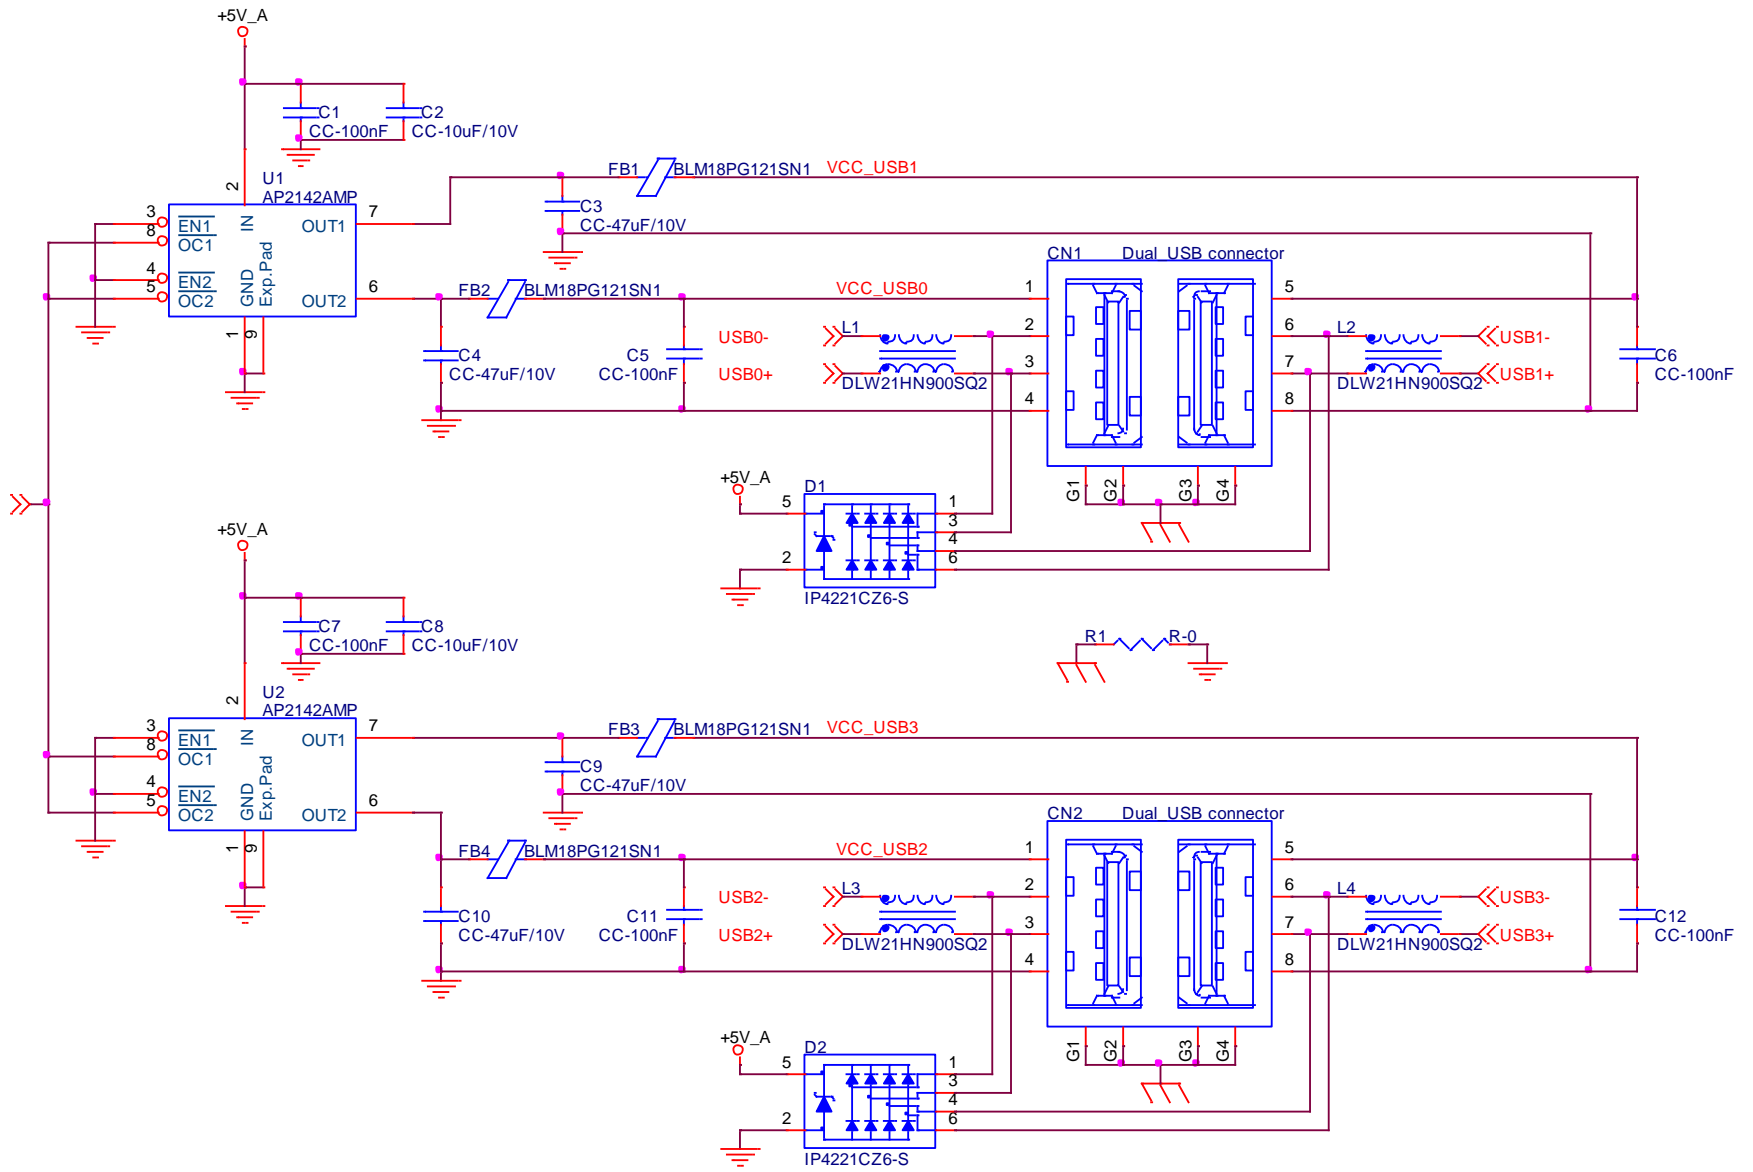 +5V_A
C1
CC-100nF
C2
CC-10uF/10V
U1
AP2142AMP
2
3
8
4
5
EN1
OC1
EN2
OC2
IN
GND
Exp.Pad
OUT1
OUT2
7
6
1
9
FB1
BLM18PG121SN1
VCC_USB1
C3
CC-47uF/10V
FB2
BLM18PG121SN1
VCC_USB0
C4
CC-47uF/10V
C5
CC-100nF
USB0-
USB0+
L1
DLW21HN900SQ2
CN1
Dual USB connector
1
2
3
4
5
6
7
8
G1
G2
G3
G4
L2
DLW21HN900SQ2
USB1-
USB1+
C6
CC-100nF
+5V_A
D1
5
2
1
3
4
6
IP4221CZ6-S
R1
R-0
+5V_A
C7
CC-100nF
C8
CC-10uF/10V
U2
AP2142AMP
2
3
8
4
5
EN1
OC1
EN2
OC2
IN
GND
Exp.Pad
OUT1
OUT2
7
6
1
9
FB3
BLM18PG121SN1
VCC_USB3
C9
CC-47uF/10V
FB4
BLM18PG121SN1
VCC_USB2
C10
CC-47uF/10V
C11
CC-100nF
USB2-
USB2+
L3
DLW21HN900SQ2
CN2
Dual USB connector
1
2
3
4
5
6
7
8
G1
G2
G3
G4
L4
DLW21HN900SQ2
USB3-
USB3+
C12
CC-100nF
+5V_A
D2
5
2
1
3
4
6
IP4221CZ6-S